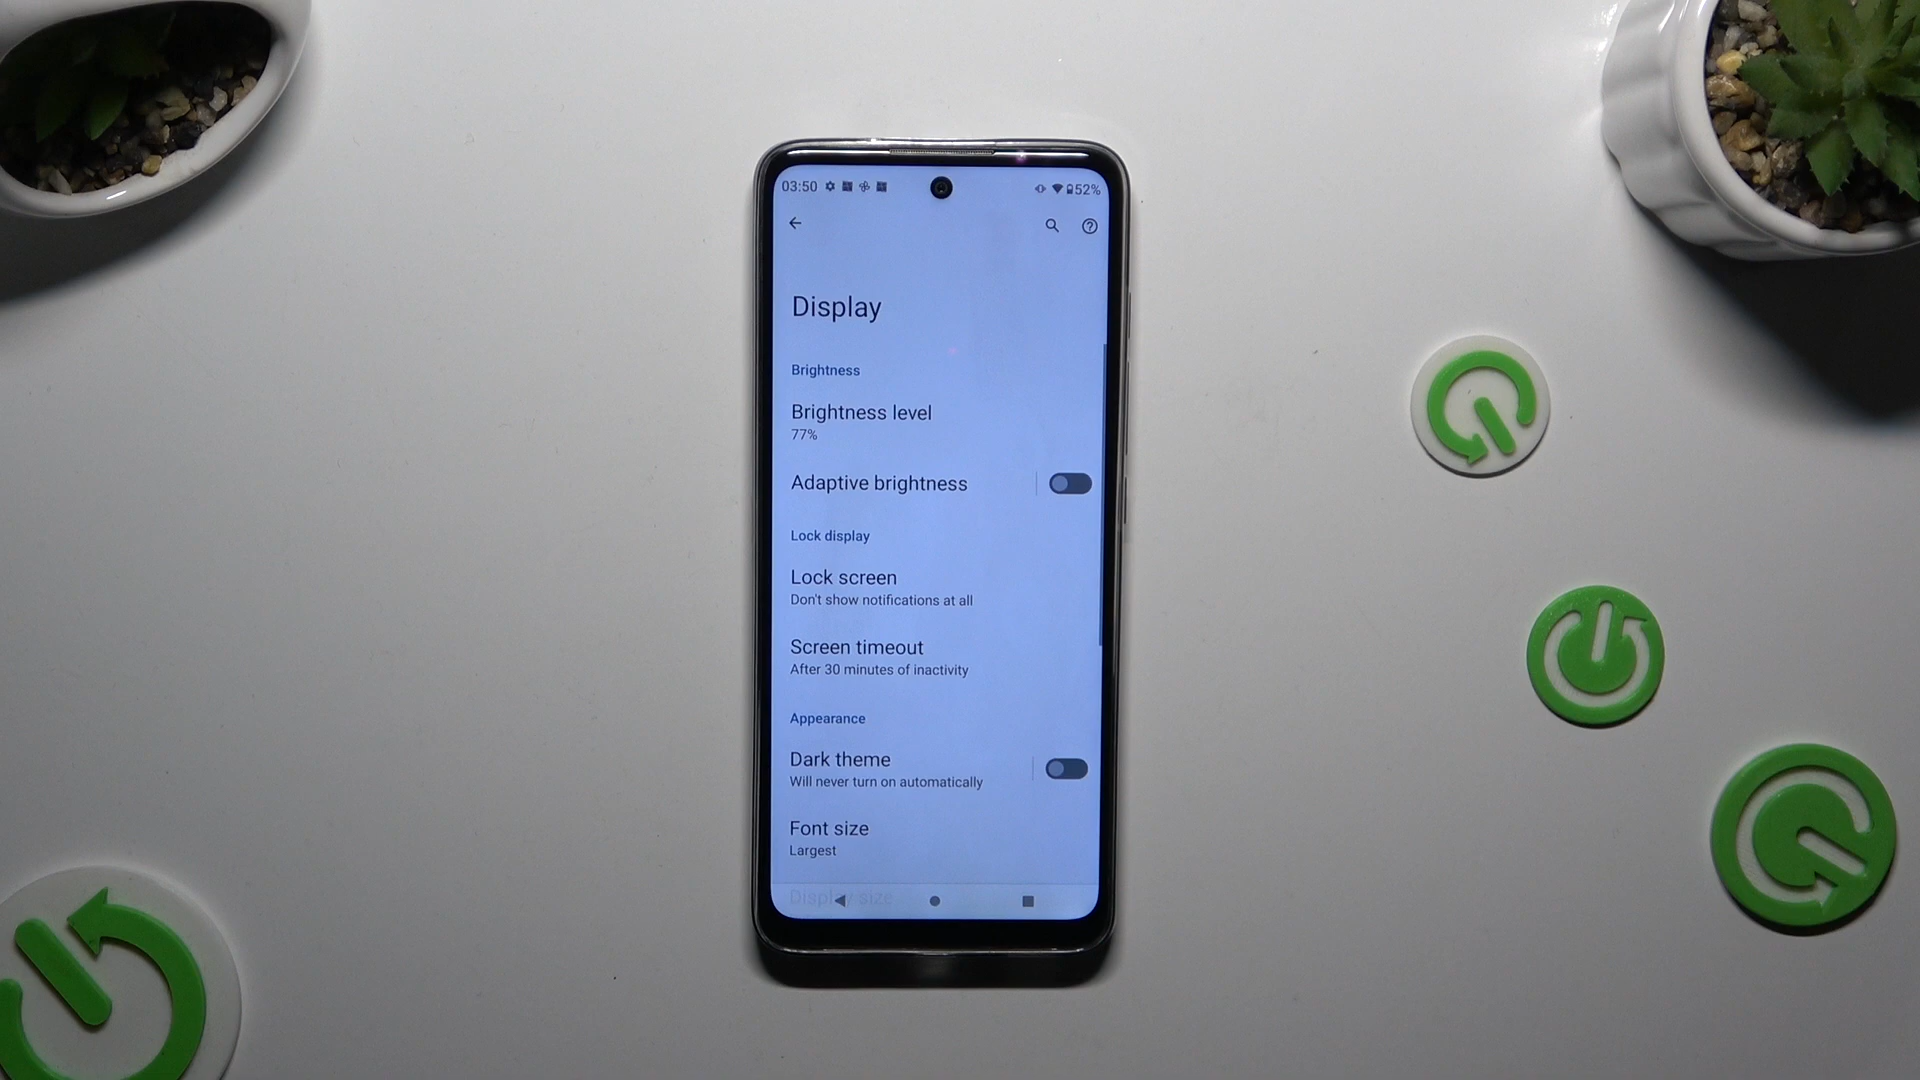 03:50 52%
Display
Brightness
Brightness level
77%
Adaptive brightness
Lock display
Lock screen
Don't show notifications at all
Screen timeout
After 30 minutes of inactivity
Appearance
Dark theme
Will never turn on automatically
Font size
Largest
Display size